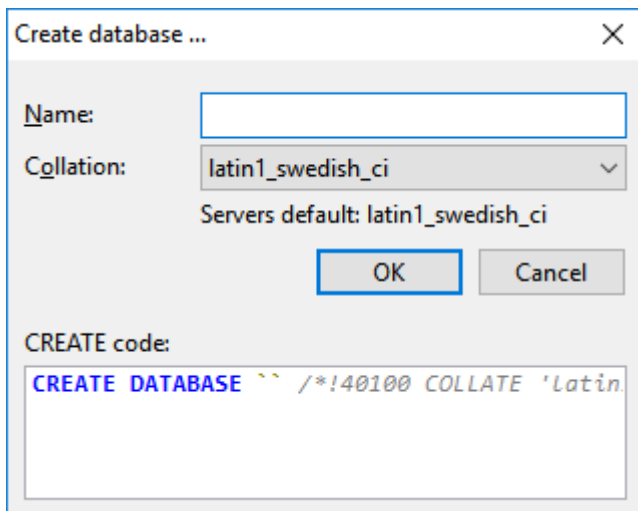 Create database ...
Name:
Collation: latin1_swedish_ci
Servers default: latin1_swedish_ci
OK Cancel
CREATE code:
CREATE DATABASE `` /*!40100 COLLATE 'latin